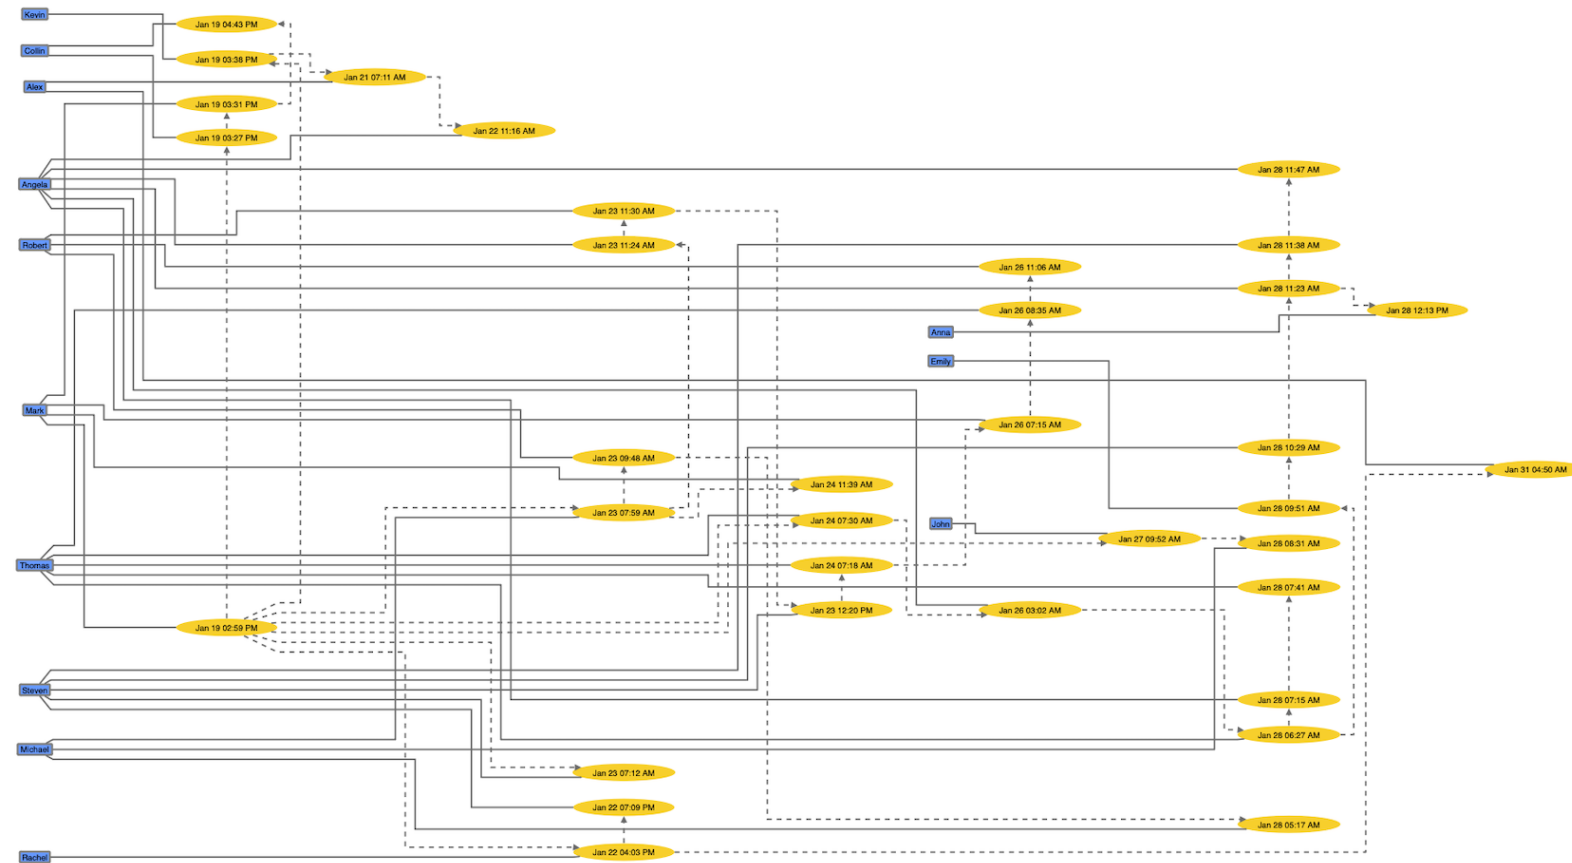 Kevin
Jan 19 04:43 PM
Collin
Jan 19 03:38 PM
Jan 21 07:11 AM
Alex
Jan 19 03:31 PM
Jan 22 11:16 AM
Jan 19 03:27 PM
Jan 28 11:47 AM
Angela
Jan 23 11:30 AM
Robert
Jan 23 11:24 AM
Jan 28 11:38 AM
Jan 26 11:06 AM
Jan 28 11:23 AM
Jan 26 08:35 AM
Jan 28 12:13 PM
Anna
Emily
Mark
Jan 26 07:15 AM
Jan 28 10:29 AM
Jan 23 09:48 AM
Jan 31 04:50 AM
Jan 24 11:39 AM
Jan 28 09:51 AM
Jan 23 07:59 AM
Jan 24 07:30 AM
John
Jan 27 09:52 AM
Jan 28 08:31 AM
Thomas
Jan 24 07:18 AM
Jan 28 07:41 AM
Jan 23 12:20 PM
Jan 26 03:02 AM
Jan 19 02:59 PM
Steven
Jan 28 07:15 AM
Jan 28 06:27 AM
Michael
Jan 23 07:12 AM
Jan 22 07:09 PM
Jan 28 05:17 AM
Jan 22 04:03 PM
Rachel